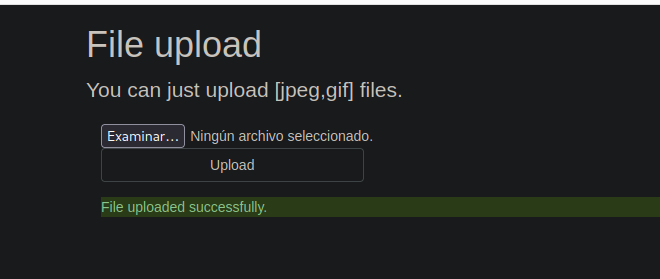 File upload
You can just upload [jpeg,gif] files.
Examinar... Ningún archivo seleccionado.
Upload
File uploaded successfully.